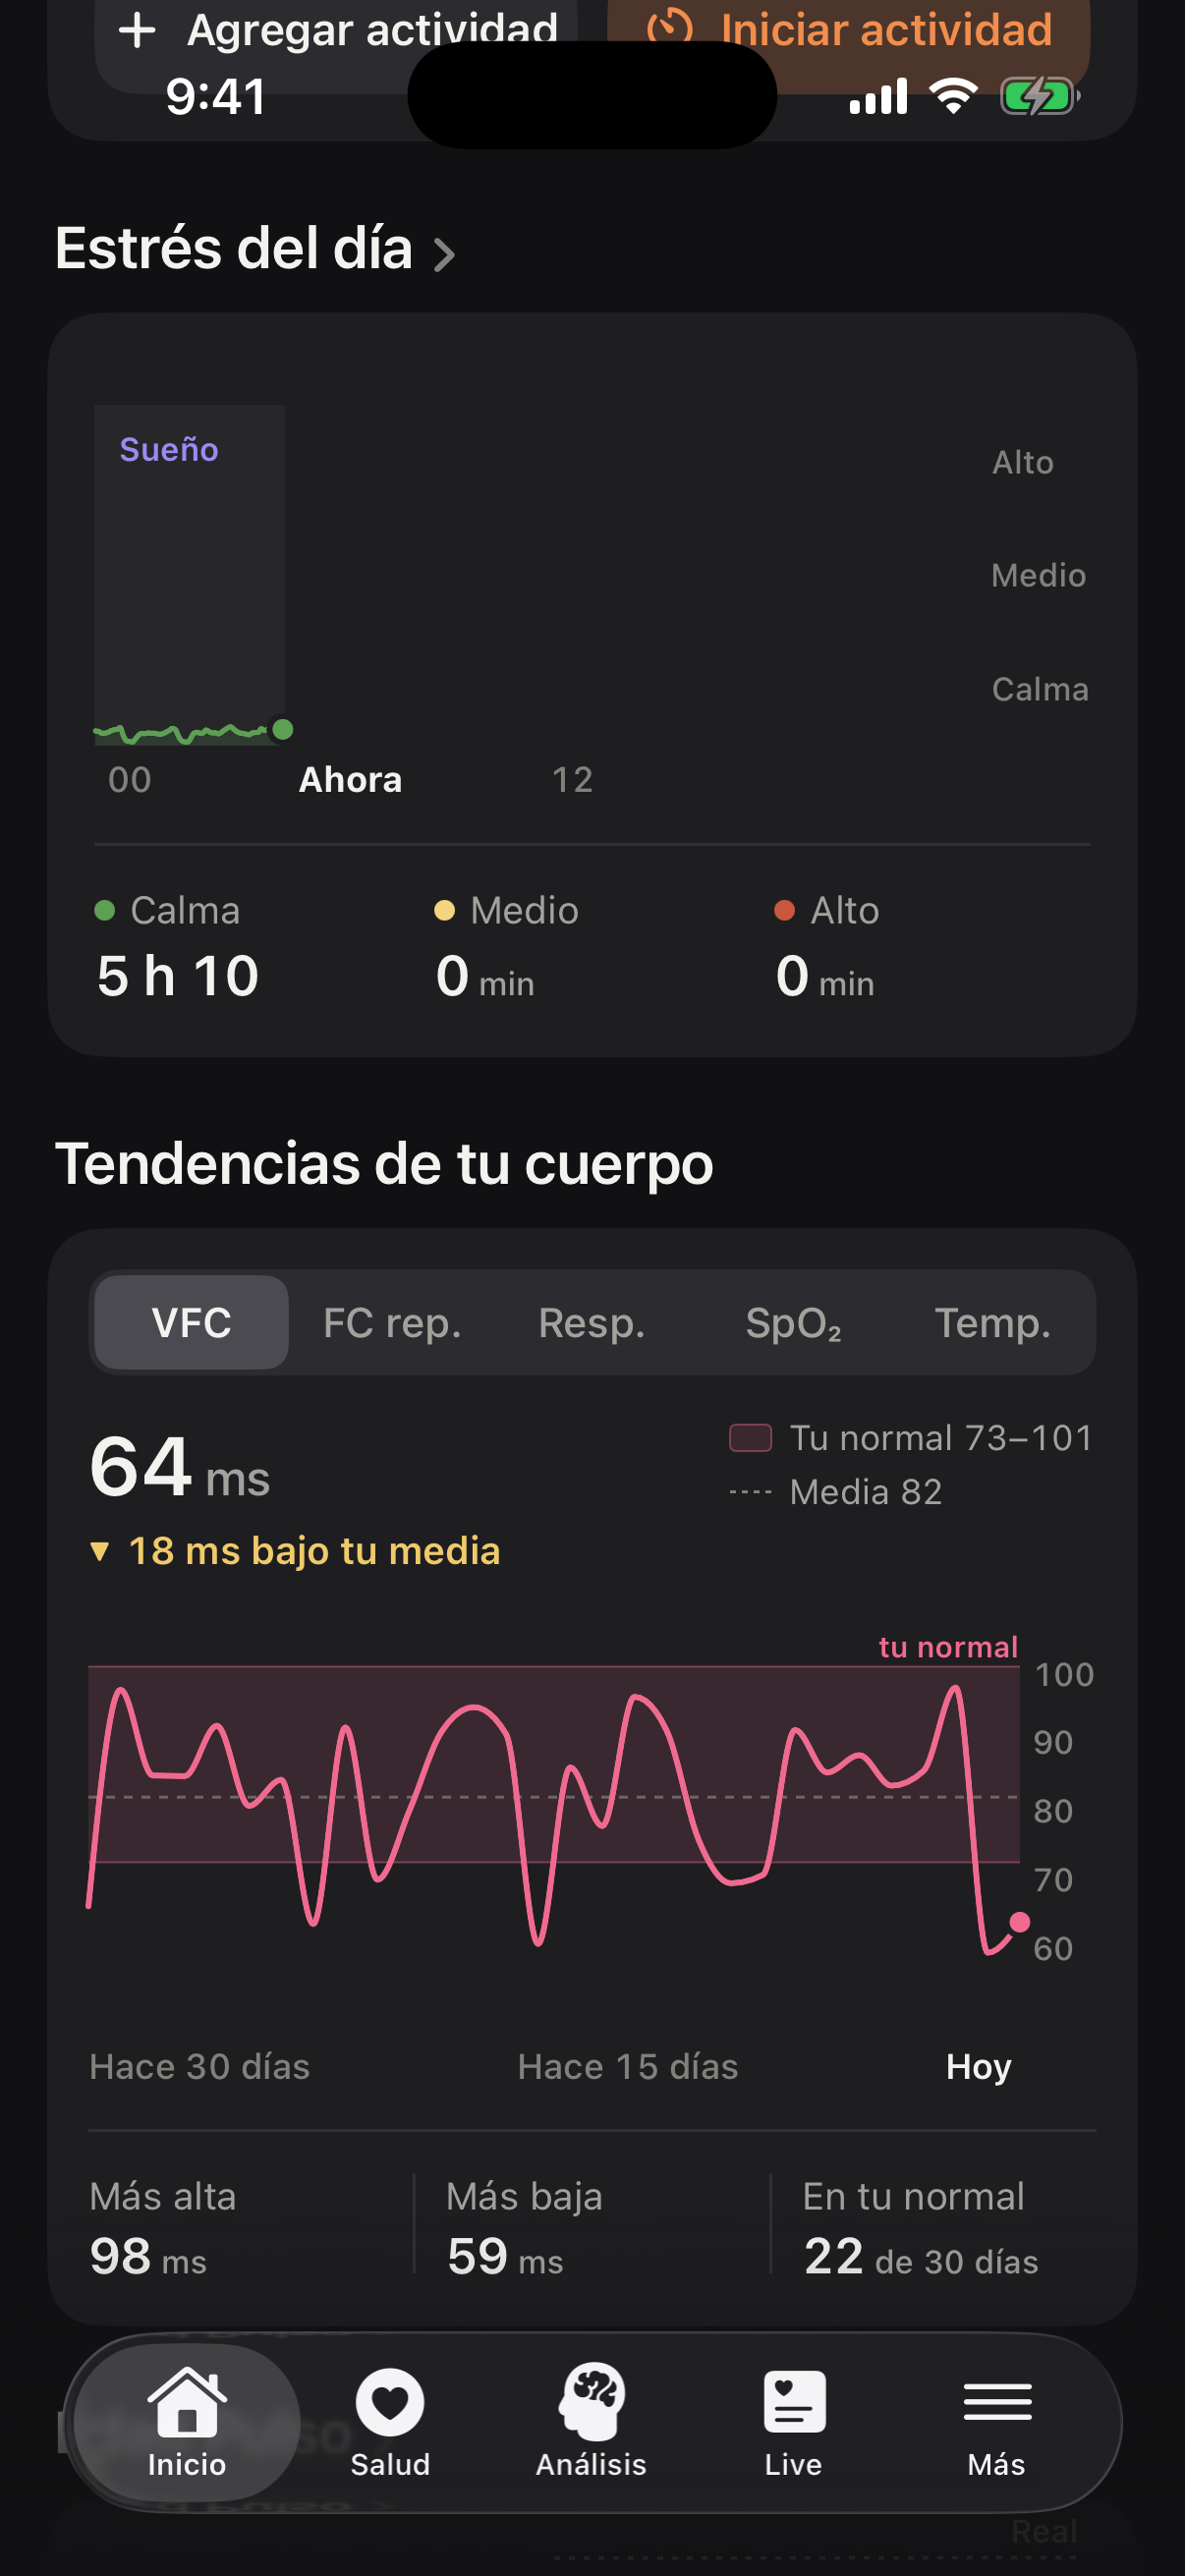 Agregar actividad
Iniciar actividad
9:41
Estrés del día
Sueño
Alto
Medio
Calma
00
Ahora
12
Calma
Medio
Alto
5 h 10
0 min
0 min
Tendencias de tu cuerpo
VFC
FC rep.
Resp.
SpO₂
Temp.
64 ms
Tu normal 73–101
Media 82
18 ms bajo tu media
tu normal
100
90
80
70
60
Hace 30 días
Hace 15 días
Hoy
Más alta
Más baja
En tu normal
98 ms
59 ms
22 de 30 días
Inicio
Salud
Análisis
Live
Más
Real